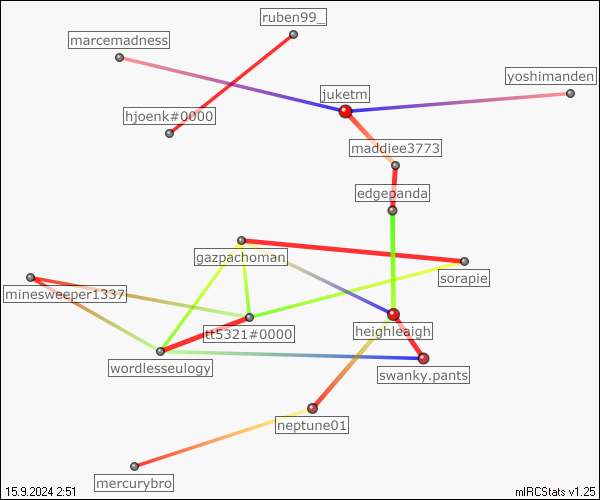 ruben99_
marcemadness
yoshimanden
juketm
hjoenk#0000
maddiee3773
edgepanda
gazpachoman
sorapie
minesweeper1337
heighleaigh
tt5321#0000
wordlesseulogy
swanky.pants
neptune01
mercurybro
15.9.2024 2:51
mIRCStats v1.25